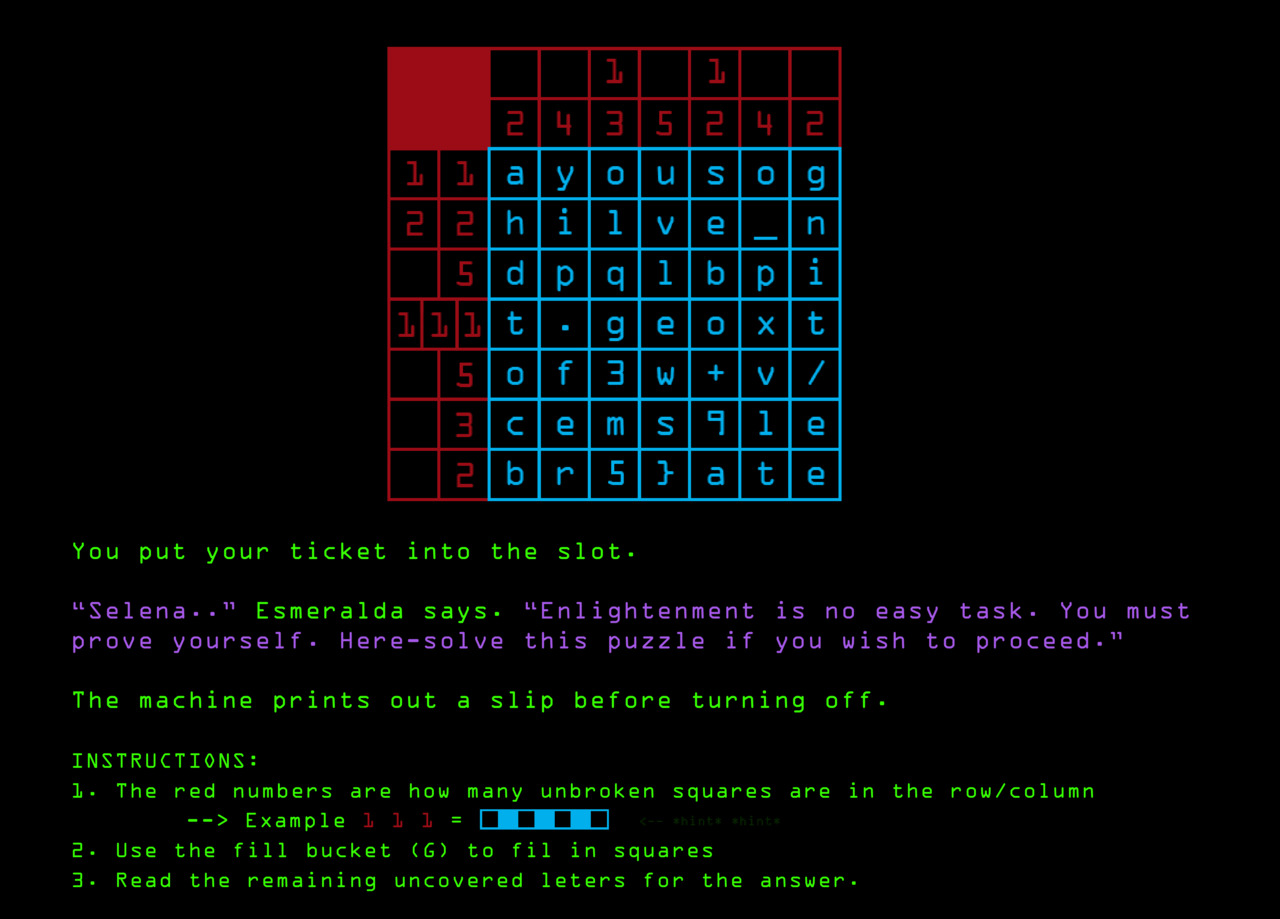 1 1
2 4 3 5 2 4 2
1 1 a y o u s o g
2 2 h i l v e _ n
5 d p q l b p i
1 1 1 t . g e o x t
5 o f 3 w + v /
3 c e m s ꟼ l e
2 b r 5 } a t e
You put your ticket into the slot.
“Selena..” Esmeralda says. “Enlightenment is no easy task. You must
prove yourself. Here-solve this puzzle if you wish to proceed.”
The machine prints out a slip before turning off.
INSTRUCTIONS:
1. The red numbers are how many unbroken squares are in the row/column
--> Example 1 1 1 = <-- *hint* *hint*
2. Use the fill bucket (G) to fil in squares
3. Read the remaining uncovered leters for the answer.